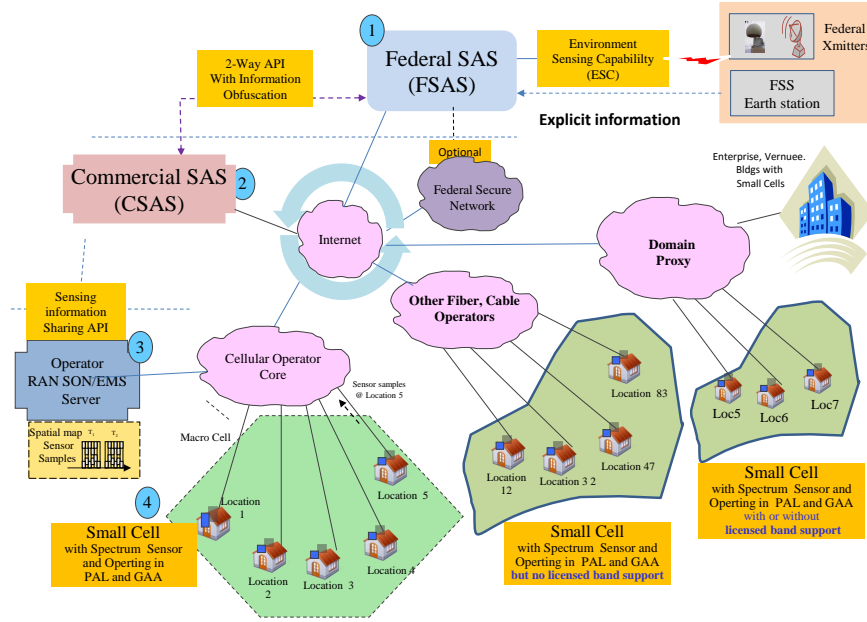 1
Federal SAS
(FSAS)
2-Way API
With Information
Obfuscation
Environment
Sensing Capabililty
(ESC)
Federal
Xmitters
FSS
Earth station
Explicit information
Optional
Federal Secure
Network
Commercial SAS
(CSAS)
2
Internet
Enterprise, Vernuee.
Bldgs with
Small Cells
Domain
Proxy
Other Fiber, Cable
Operators
Sensing
information
Sharing API
3
Operator
RAN SON/EMS
Server
Cellular Operator
Core
Sensor samples
@ Location 5
Macro Cell
Spatial map
Sensor
Samples
τ1
τ2
Location 83
Location
12
Location 3 2
Location 47
Loc5
Loc6
Loc7
4
Location
1
Location
2
Location 3
Location 4
Location 5
Small Cell
with Spectrum Sensor
and Operting in
PAL and GAA
Small Cell
with Spectrum Sensor and
Operting in PAL and GAA
but no licensed band support
Small Cell
with Spectrum Sensor and
Operting in PAL and GAA
with or without
licensed band support